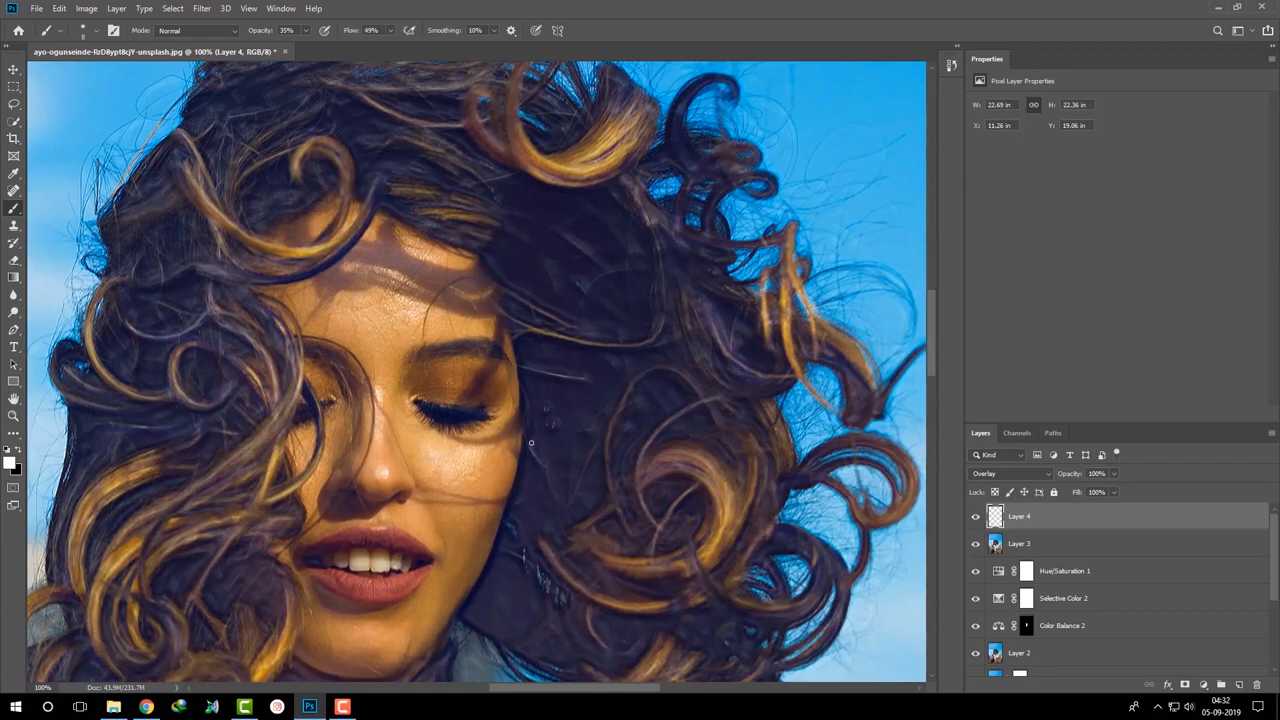 Ps File Edit Image Layer Type Select Filter 3D View Window Help
Mode: Normal Opacity: 35% Flow: 49% Smoothing: 10%
ayo-ogunseinde-RrD8ypt8cjY-unsplash.jpg @ 100% (Layer 4, RGB/8) *
Properties
Pixel Layer Properties
W: 22.69 in H: 22.36 in
X: 11.26 in Y: 19.06 in
Layers Channels Paths
Kind
Overlay Opacity: 100%
Lock: Fill: 100%
Layer 4
Layer 3
Hue/Saturation 1
Selective Color 2
Color Balance 2
Layer 2
fx
100% Doc: 43.9M/231.7M
Ps
04:32
05-09-2019